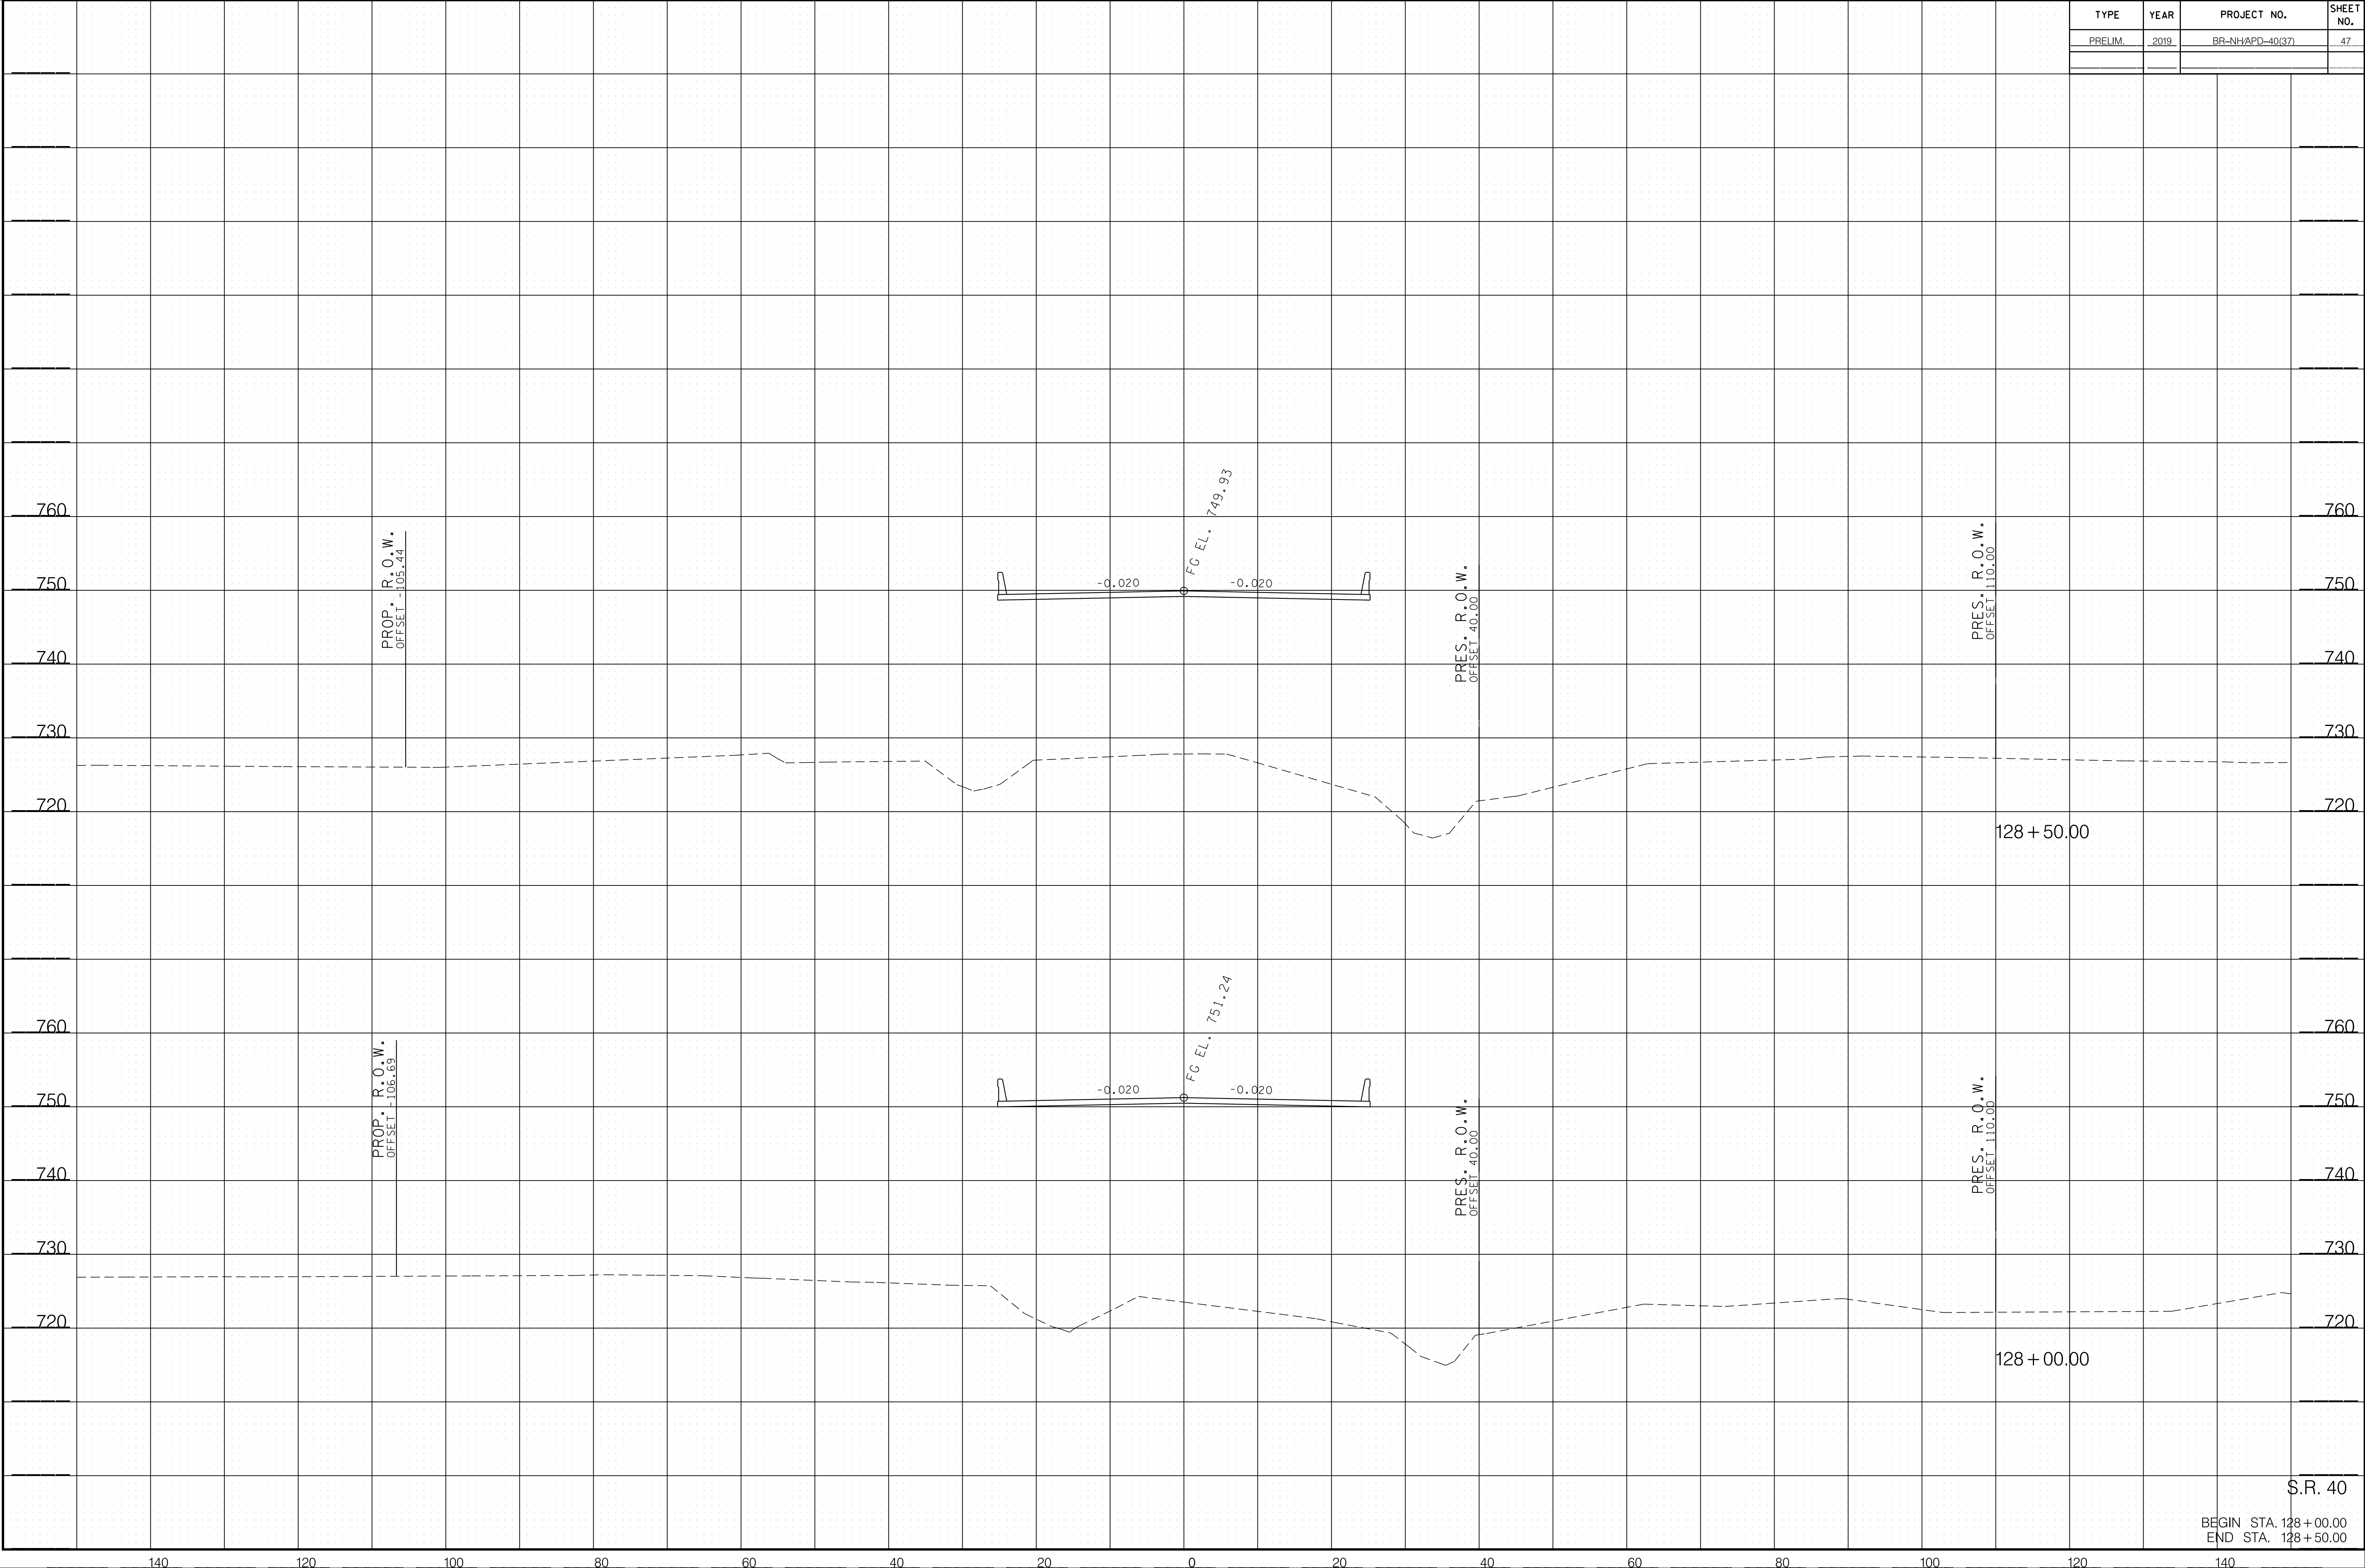 TYPE YEAR PROJECT NO. SHEET NO.
PRELIM. 2019 BR-NH/APD-40(37) 47
FG EL. 749.93
760 760
PROP. R.O.W.
OFFSET -105.44
PRES. R.O.W.
OFFSET 40.00
PRES. R.O.W.
OFFSET 110.00
750 -0.020 -0.020 750
740 740
730 730
720 720
128+50.00
FG EL. 751.24
760 760
PROP. R.O.W.
OFFSET -106.69
PRES. R.O.W.
OFFSET 40.00
PRES. R.O.W.
OFFSET 110.00
750 -0.020 -0.020 750
740 740
730 730
720 720
128+00.00
S.R. 40
BEGIN STA. 128+00.00
END STA. 128+50.00
140 120 100 80 60 40 20 0 20 40 60 80 100 120 140